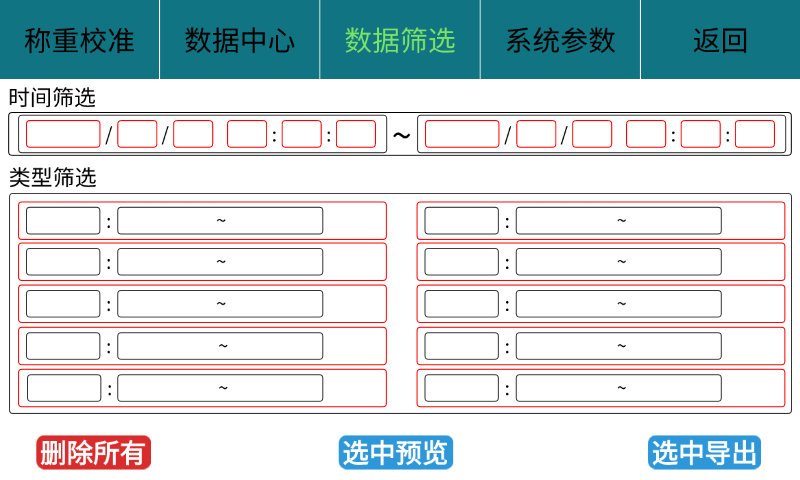 称重校准 数据中心 数据筛选 系统参数 返回
时间筛选
/ / : : ~ / / : :
类型筛选
: ~ : ~
: ~ : ~
: ~ : ~
: ~ : ~
: ~ : ~
删除所有 选中预览 选中导出